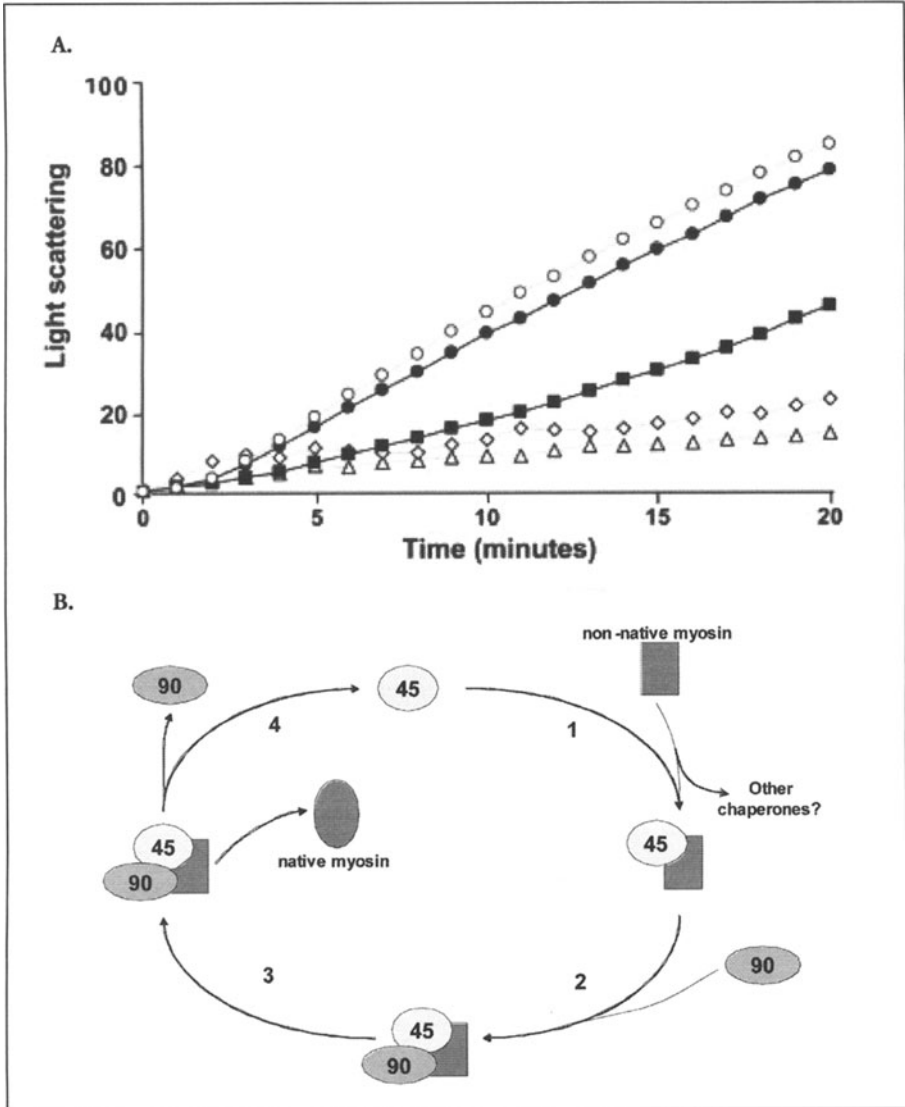 A.
Light scattering
100
80
60
40
20
0
0 5 10 15 20
Time (minutes)
B.
non-native myosin
90
45
4
1
Other
chaperones?
45
native myosin
45
90
90
3
2
45
90